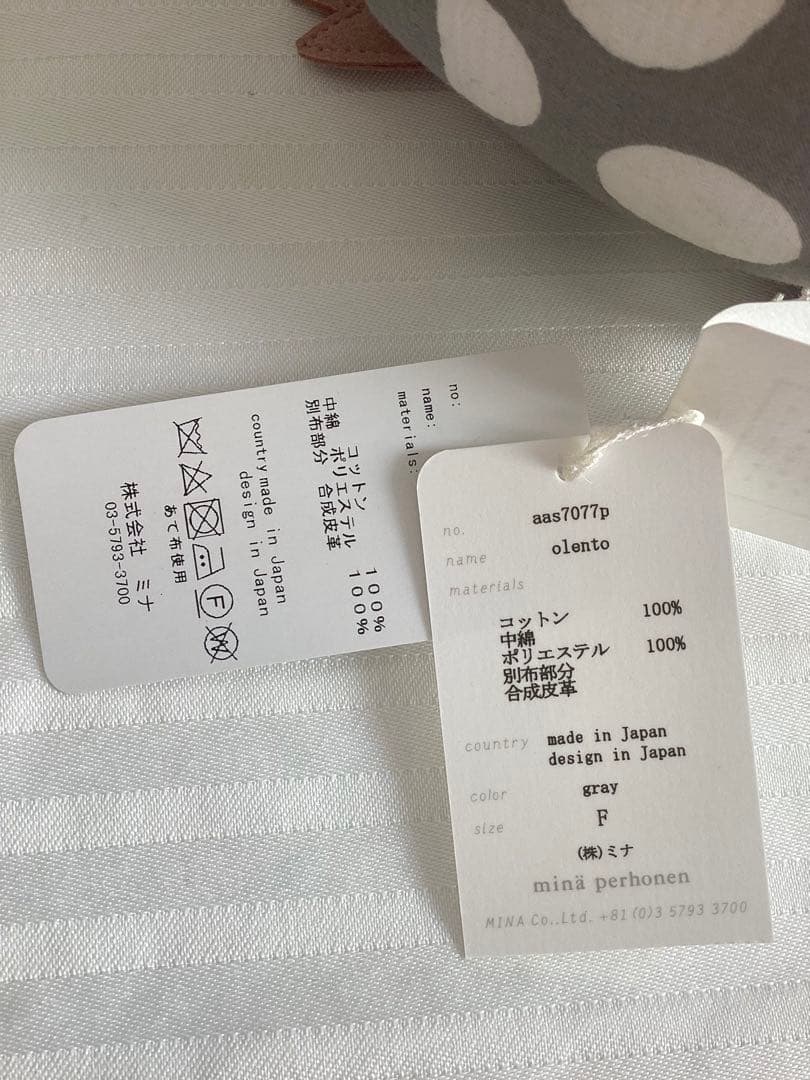 no:
name:
materials:
コットン 100%
中綿 ポリエステル 100%
別布部分 合成皮革
country made in Japan
design in Japan
あて布使用
株式会社 ミナ
03-5793-3700
no. aas7077p
name olento
materials
コットン 100%
中綿
ポリエステル 100%
別布部分
合成皮革
country made in Japan
design in Japan
color gray
size F
(株)ミナ
minä perhonen
MINA Co.,Ltd. +81(0)3 5793 3700